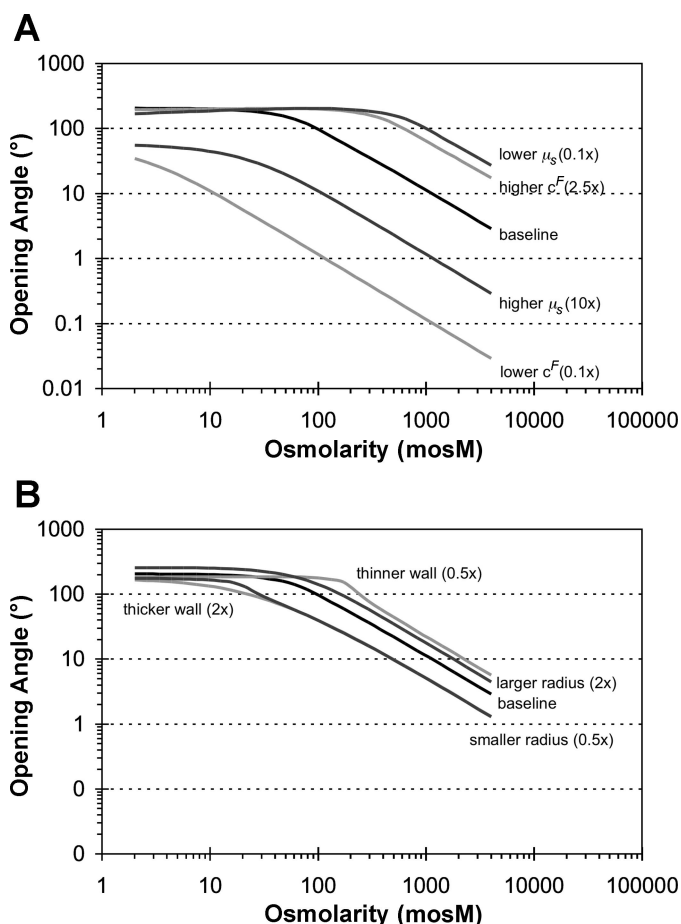 A
1000
100
10
1
0.1
0.01
Opening Angle (°)
lower μs(0.1x)
higher cF(2.5x)
baseline
higher μs(10x)
lower cF(0.1x)
1 10 100 1000 10000 100000
Osmolarity (mosM)
B
1000
100
10
1
0
0
Opening Angle (°)
thinner wall (0.5x)
thicker wall (2x)
larger radius (2x)
baseline
smaller radius (0.5x)
1 10 100 1000 10000 100000
Osmolarity (mosM)